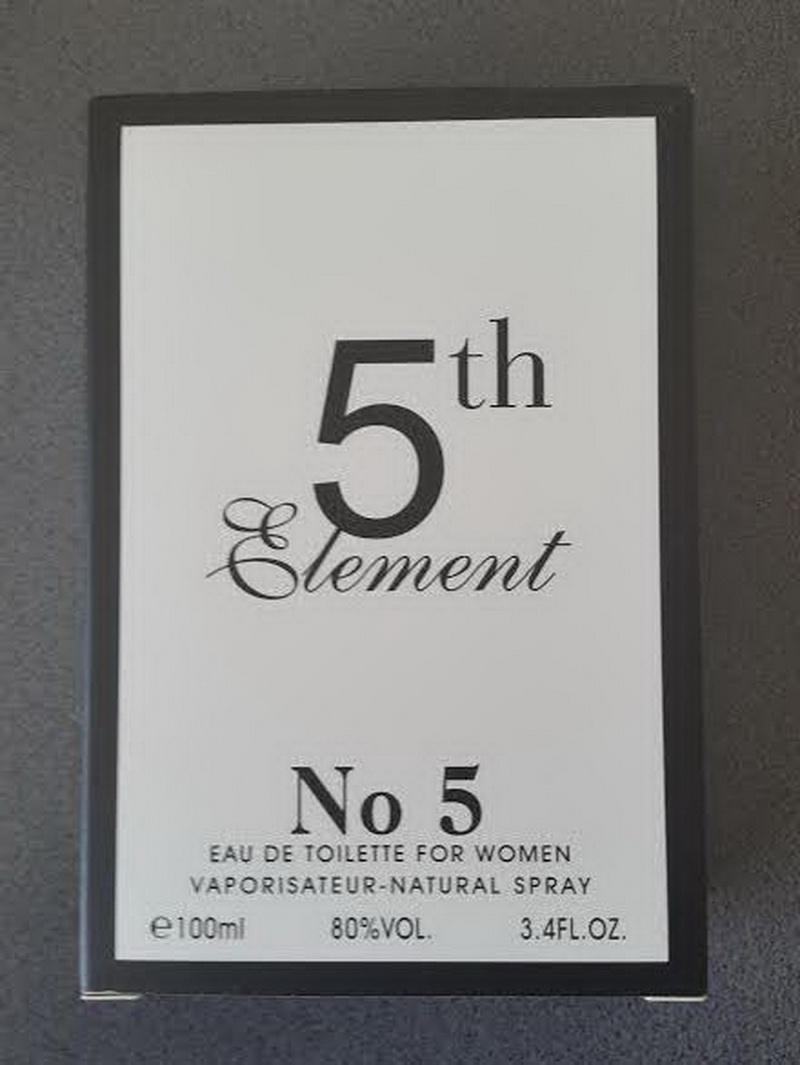 5th
Element
No 5
EAU DE TOILETTE FOR WOMEN
VAPORISATEUR-NATURAL SPRAY
℮100ml 80%VOL. 3.4FL.OZ.